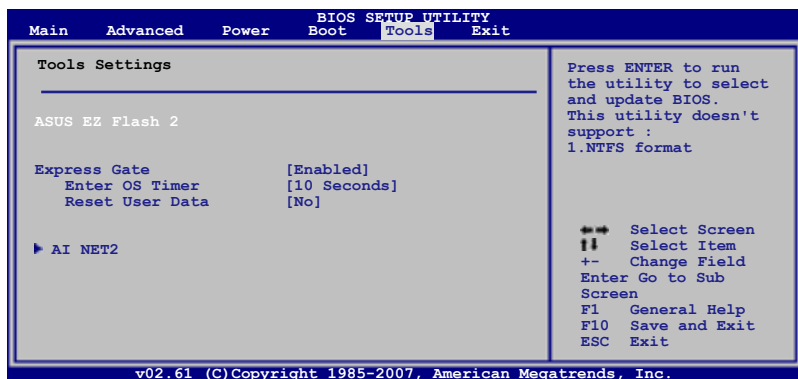 BIOS SETUP UTILITY
Main Advanced Power Boot Tools Exit
Tools Settings
ASUS EZ Flash 2
Express Gate [Enabled]
Enter OS Timer [10 Seconds]
Reset User Data [No]
AI NET2
Press ENTER to run
the utility to select
and update BIOS.
This utility doesn't
support :
1.NTFS format
Select Screen
Select Item
+- Change Field
Enter Go to Sub
Screen
F1 General Help
F10 Save and Exit
ESC Exit
v02.61 (C)Copyright 1985-2007, American Megatrends, Inc.